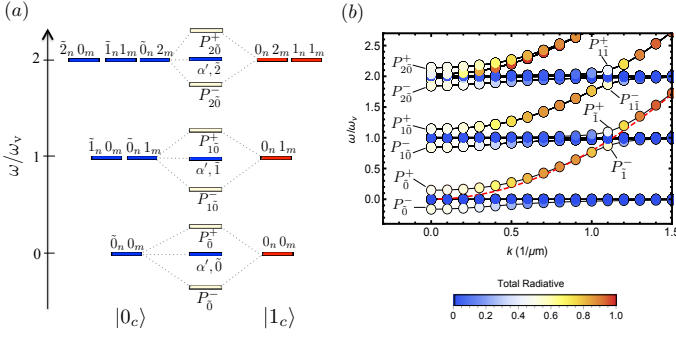 (a)
ω/ω_v
2
1
0
2̃_n 0_m 1̃_n 1_m 0̃_n 2_m
P⁺_{20̃}
α′, 2̃
P⁻_{20̃}
0_n 2_m 1_n 1_m
1̃_n 0_m 0̃_n 1_m
P⁺_{10̃}
α′, 1̃
P⁻_{10̃}
0_n 1_m
0̃_n 0_m
P⁺_{0̃}
α′, 0̃
P⁻_{0̃}
0_n 0_m
|0_c⟩
|1_c⟩
(b)
ω/ω_v
2.5
2.0
1.5
1.0
0.5
0.0
P⁺_{20̃}
P⁻_{20̃}
P⁺_{10̃}
P⁻_{10̃}
P⁺_{0̃}
P⁻_{0̃}
P⁺_{11̃}
P⁻_{11̃}
P⁺_{1̃}
P⁻_{1̃}
0.0 0.5 1.0 1.5
k (1/μm)
Total Radiative
0 0.2 0.4 0.6 0.8 1.0